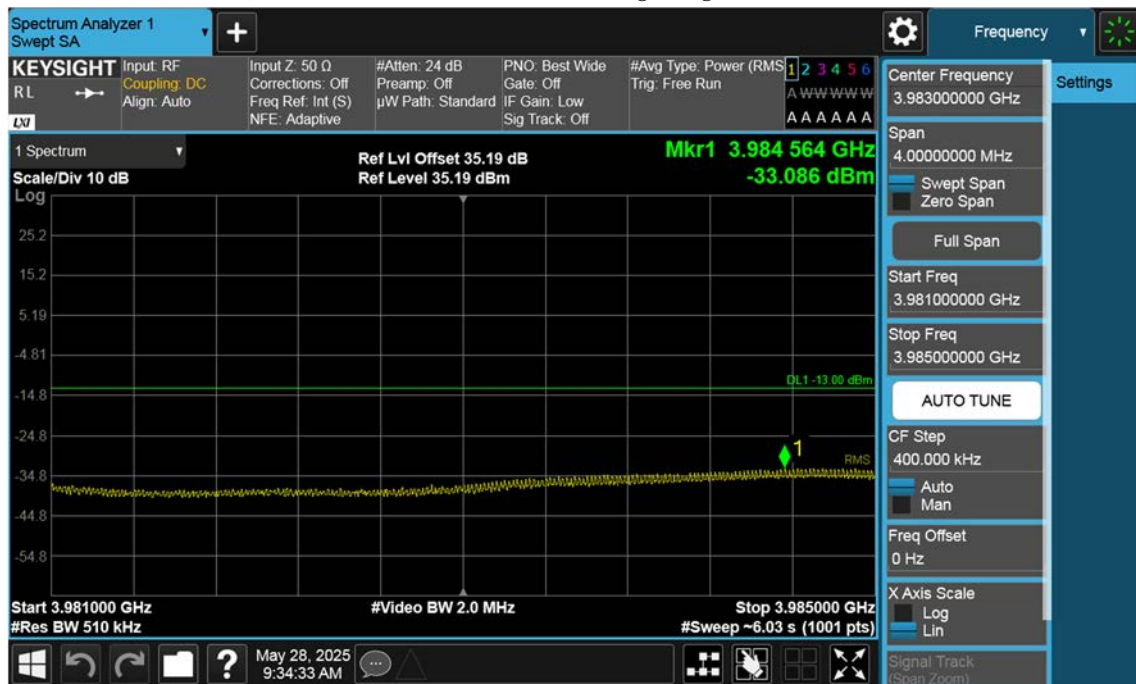 Spectrum Analyzer 1
Swept SA
+
Frequency
KEYSIGHT
RL
LXI
Input: RF
Coupling: DC
Align: Auto
Input Z: 50 Ω
Corrections: Off
Freq Ref: Int (S)
NFE: Adaptive
#Atten: 24 dB
Preamp: Off
µW Path: Standard
PNO: Best Wide
Gate: Off
IF Gain: Low
Sig Track: Off
#Avg Type: Power (RMS
Trig: Free Run
1 2 3 4 5 6
A W W W W W
A A A A A A
Center Frequency
3.983000000 GHz
Settings
Span
4.00000000 MHz
Swept Span
Zero Span
Full Span
Start Freq
3.981000000 GHz
Stop Freq
3.985000000 GHz
AUTO TUNE
CF Step
400.000 kHz
Auto
Man
Freq Offset
0 Hz
X Axis Scale
Log
Lin
Signal Track
(Span Zoom)
1 Spectrum
Scale/Div 10 dB
Log
Ref Lvl Offset 35.19 dB
Ref Level 35.19 dBm
Mkr1 3.984 564 GHz
-33.086 dBm
25.2
15.2
5.19
-4.81
DL1 -13.00 dBm
-14.8
-24.8
1
RMS
-34.8
-44.8
-54.8
Start 3.981000 GHz
#Video BW 2.0 MHz
Stop 3.985000 GHz
#Res BW 510 kHz
#Sweep ~6.03 s (1001 pts)
?
May 28, 2025
9:34:33 AM